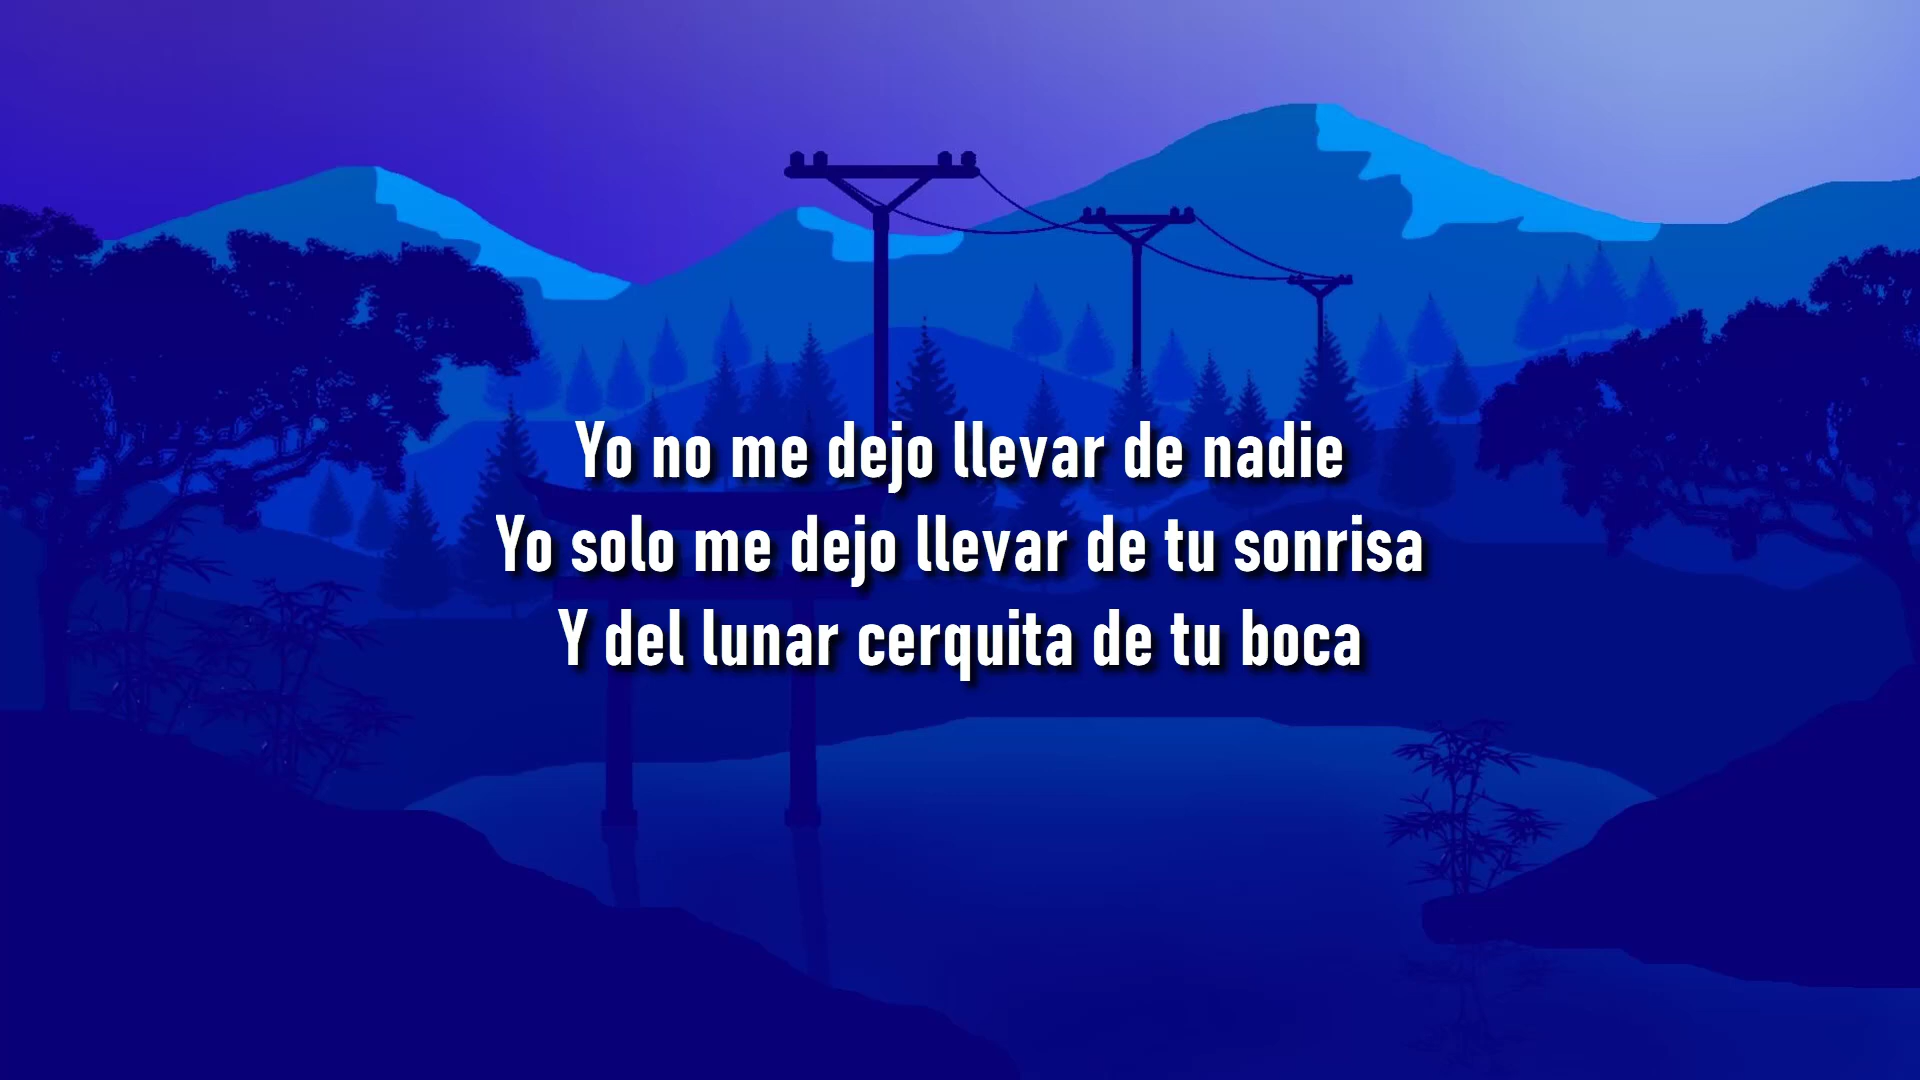 Yo no me dejo llevar de nadie
Yo solo me dejo llevar de tu sonrisa
Y del lunar cerquita de tu boca